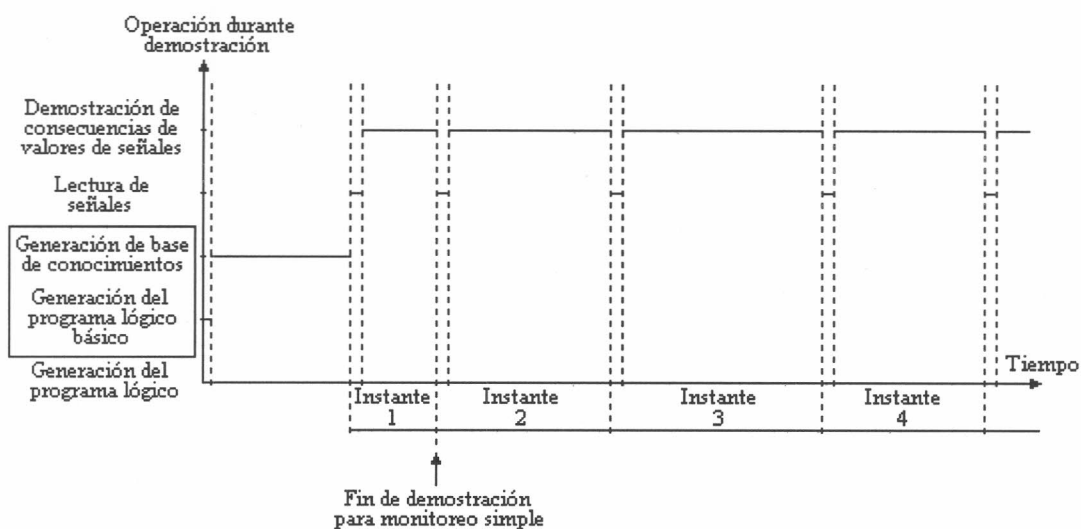 Operación durante
demostración
Demostración de
consecuencias de
valores de señales
Lectura de
señales
Generación de base
de conocimientos
Generación del
programa lógico
básico
Generación del
programa lógico
Tiempo
Instante
1
Instante
2
Instante
3
Instante
4
Fin de demostración
para monitoreo simple